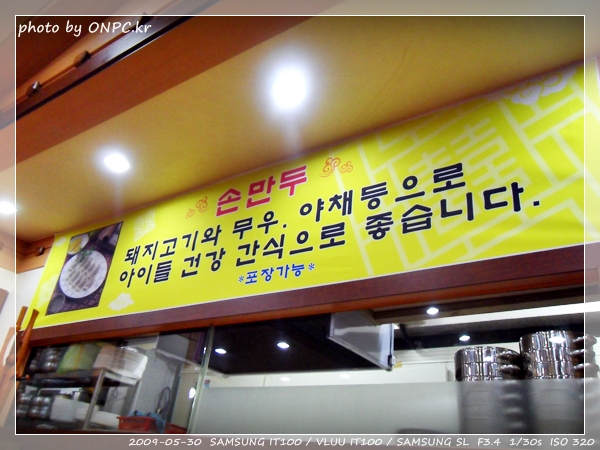 photo by ONPC.kr
손만두
돼지고기와 무우. 야채등으로
아이들 건강 간식으로 좋습니다.
*포장가능*
2009-05-30 SAMSUNG IT100 / VLUU IT100 / SAMSUNG SL F3.4 1/30s ISO 320